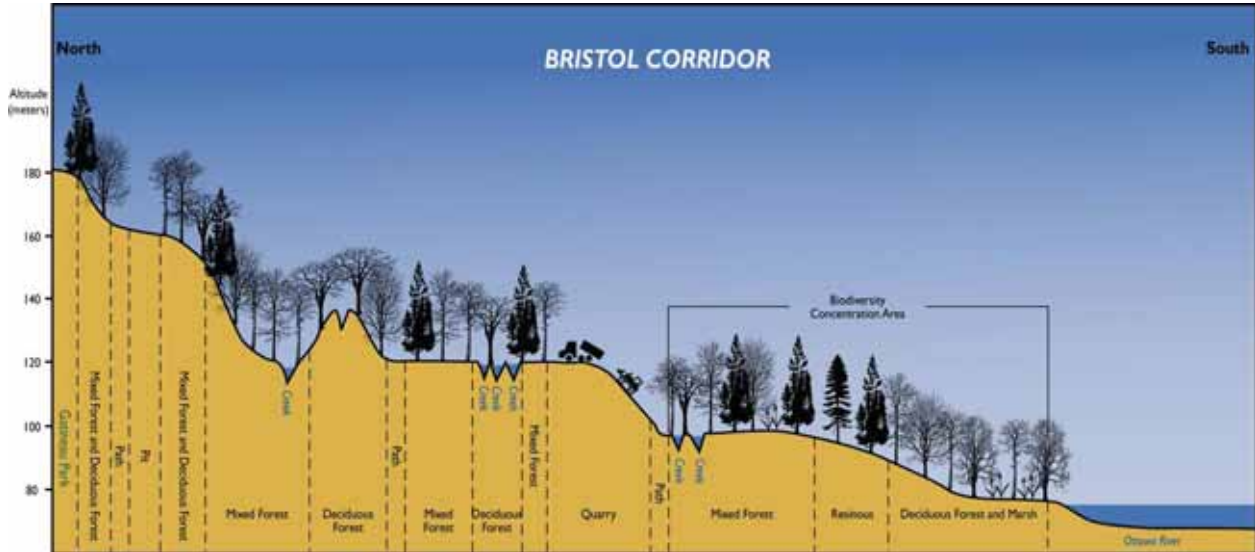 North
BRISTOL CORRIDOR
South
Altitude
(meters)
180
160
140
120
100
80
Biodiversity
Concentration Area
Gatineau Park
Mixed Forest and Deciduous Forest
Path
Pit
Mixed Forest and Deciduous Forest
Mixed Forest
Creek
Deciduous
Forest
Path
Mixed
Forest
Creek
Creek
Creek
Deciduous
Forest
Mixed Forest
Quarry
Path
Creek
Creek
Mixed Forest
Resinous
Deciduous Forest and Marsh
Ottawa River